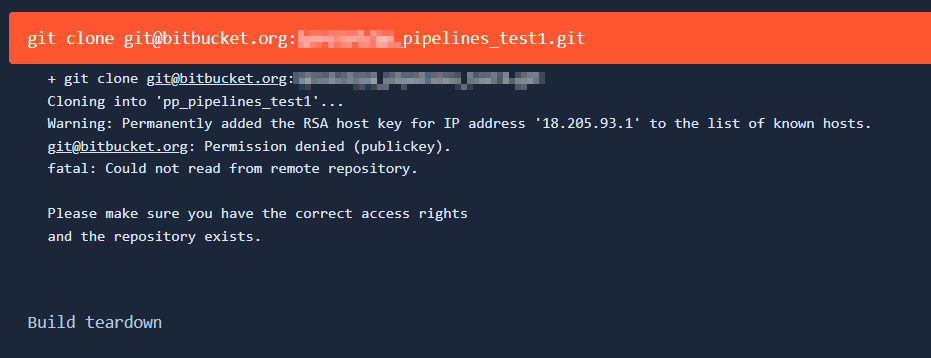 git clone git@bitbucket.org: pipelines_test1.git
+ git clone git@bitbucket.org:
Cloning into 'pp_pipelines_test1'...
Warning: Permanently added the RSA host key for IP address '18.205.93.1' to the list of known hosts.
git@bitbucket.org: Permission denied (publickey).
fatal: Could not read from remote repository.
Please make sure you have the correct access rights
and the repository exists.
Build teardown